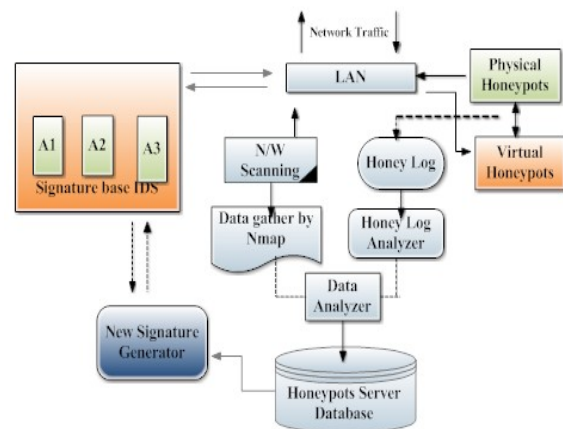 Network Traffic
LAN
Physical
Honeypots
A1
A2
A3
Signature base IDS
N/W
Scanning
Honey Log
Virtual
Honeypots
Data gather by
Nmap
Honey Log
Analyzer
Data
Analyzer
New Signature
Generator
Honeypots Server
Database